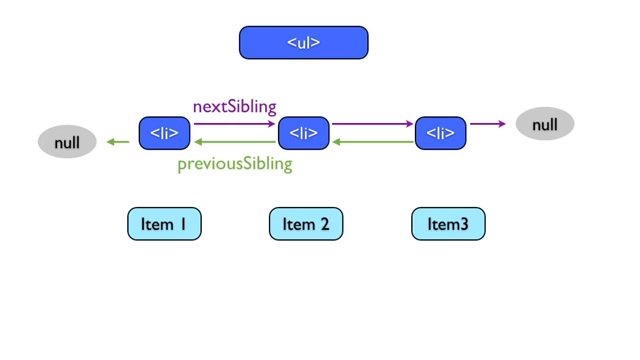 <ul>
nextSibling
null
<li>
<li>
<li>
null
previousSibling
Item 1
Item 2
Item3